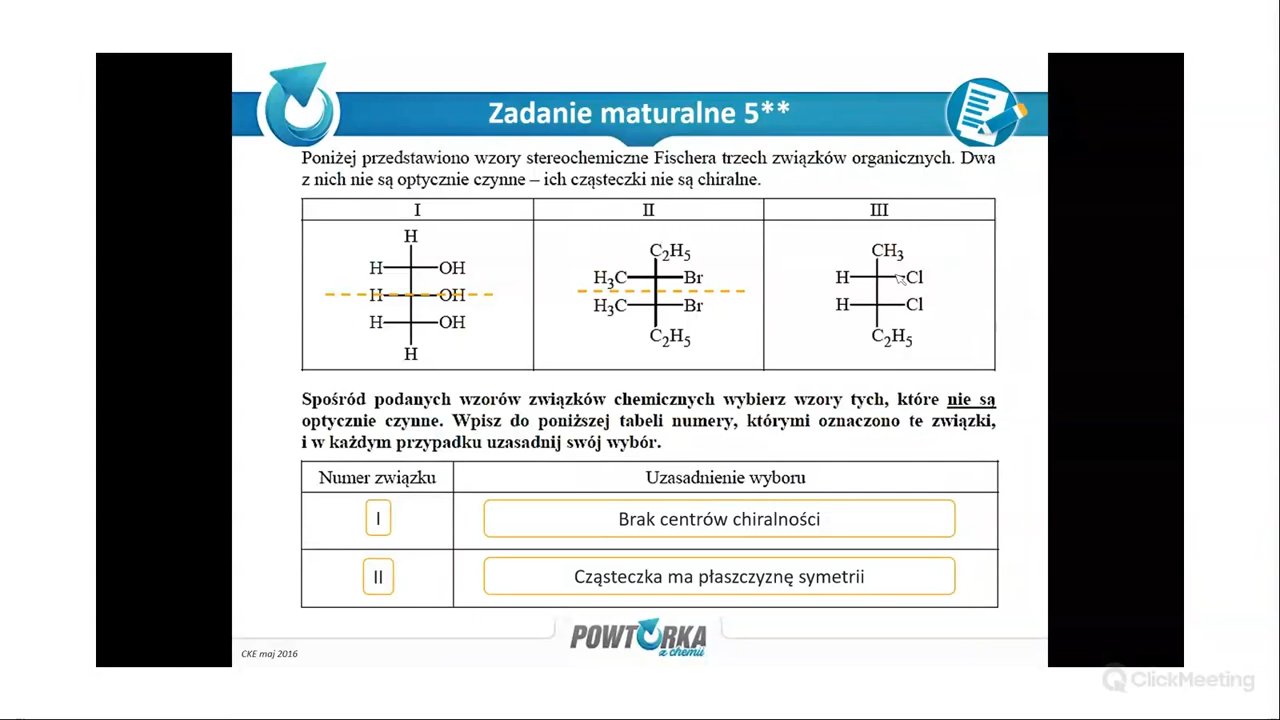 Zadanie maturalne 5**
Poniżej przedstawiono wzory stereochemiczne Fischera trzech związków organicznych. Dwa
z nich nie są optycznie czynne – ich cząsteczki nie są chiralne.
I II III
H
H OH
H OH
H OH
H
C₂H₅
H₃C Br
H₃C Br
C₂H₅
CH₃
H Cl
H Cl
C₂H₅
Spośród podanych wzorów związków chemicznych wybierz wzory tych, które nie są
optycznie czynne. Wpisz do poniższej tabeli numery, którymi oznaczono te związki,
i w każdym przypadku uzasadnij swój wybór.
Numer związku Uzasadnienie wyboru
I Brak centrów chiralności
II Cząsteczka ma płaszczyznę symetrii
POWTÓRKA
z chemii
CKE maj 2016
ClickMeeting